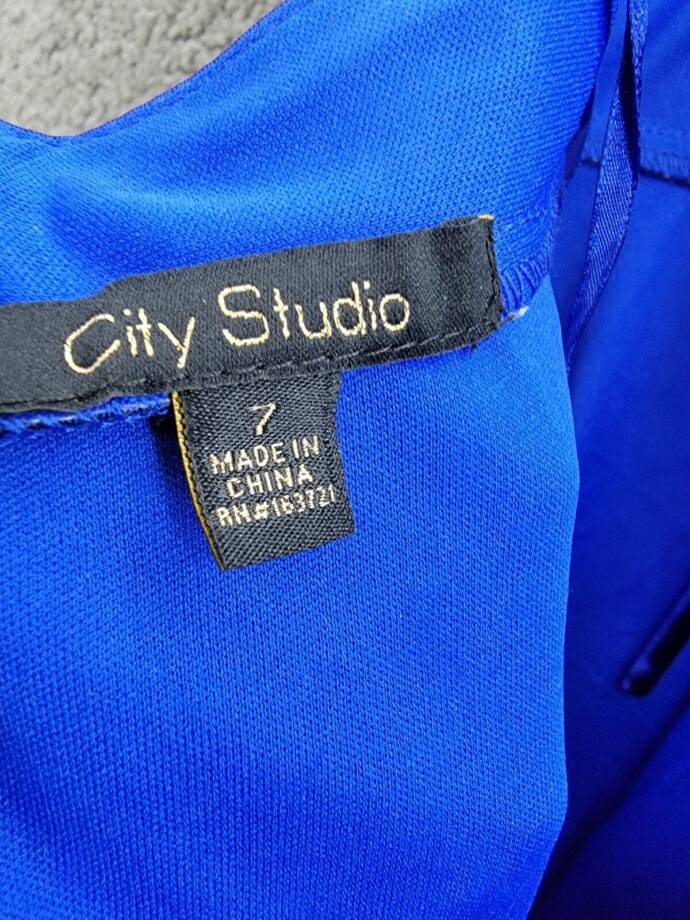 City Studio
7
MADE IN
CHINA
RN#163721